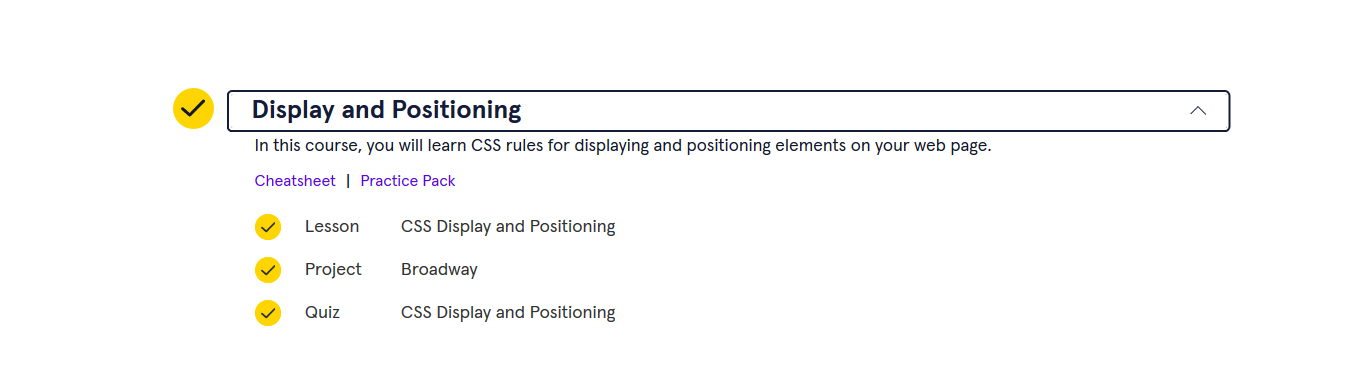 Display and Positioning
In this course, you will learn CSS rules for displaying and positioning elements on your web page.
Cheatsheet | Practice Pack
Lesson CSS Display and Positioning
Project Broadway
Quiz CSS Display and Positioning